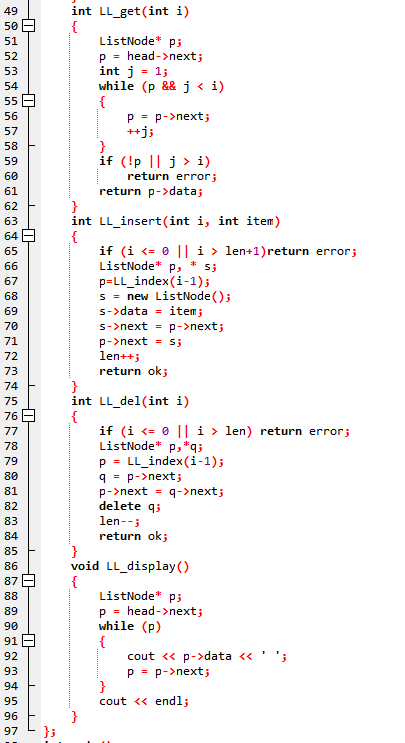 49 int LL_get(int i)
50 {
51 ListNode* p;
52 p = head->next;
53 int j = 1;
54 while (p && j < i)
55 {
56 p = p->next;
57 ++j;
58 }
59 if (!p || j > i)
60 return error;
61 return p->data;
62 }
63 int LL_insert(int i, int item)
64 {
65 if (i <= 0 || i > len+1)return error;
66 ListNode* p, * s;
67 p=LL_index(i-1);
68 s = new ListNode();
69 s->data = item;
70 s->next = p->next;
71 p->next = s;
72 len++;
73 return ok;
74 }
75 int LL_del(int i)
76 {
77 if (i <= 0 || i > len) return error;
78 ListNode* p,*q;
79 p = LL_index(i-1);
80 q = p->next;
81 p->next = q->next;
82 delete q;
83 len--;
84 return ok;
85 }
86 void LL_display()
87 {
88 ListNode* p;
89 p = head->next;
90 while (p)
91 {
92 cout << p->data << ' ';
93 p = p->next;
94 }
95 cout << endl;
96 }
97 };